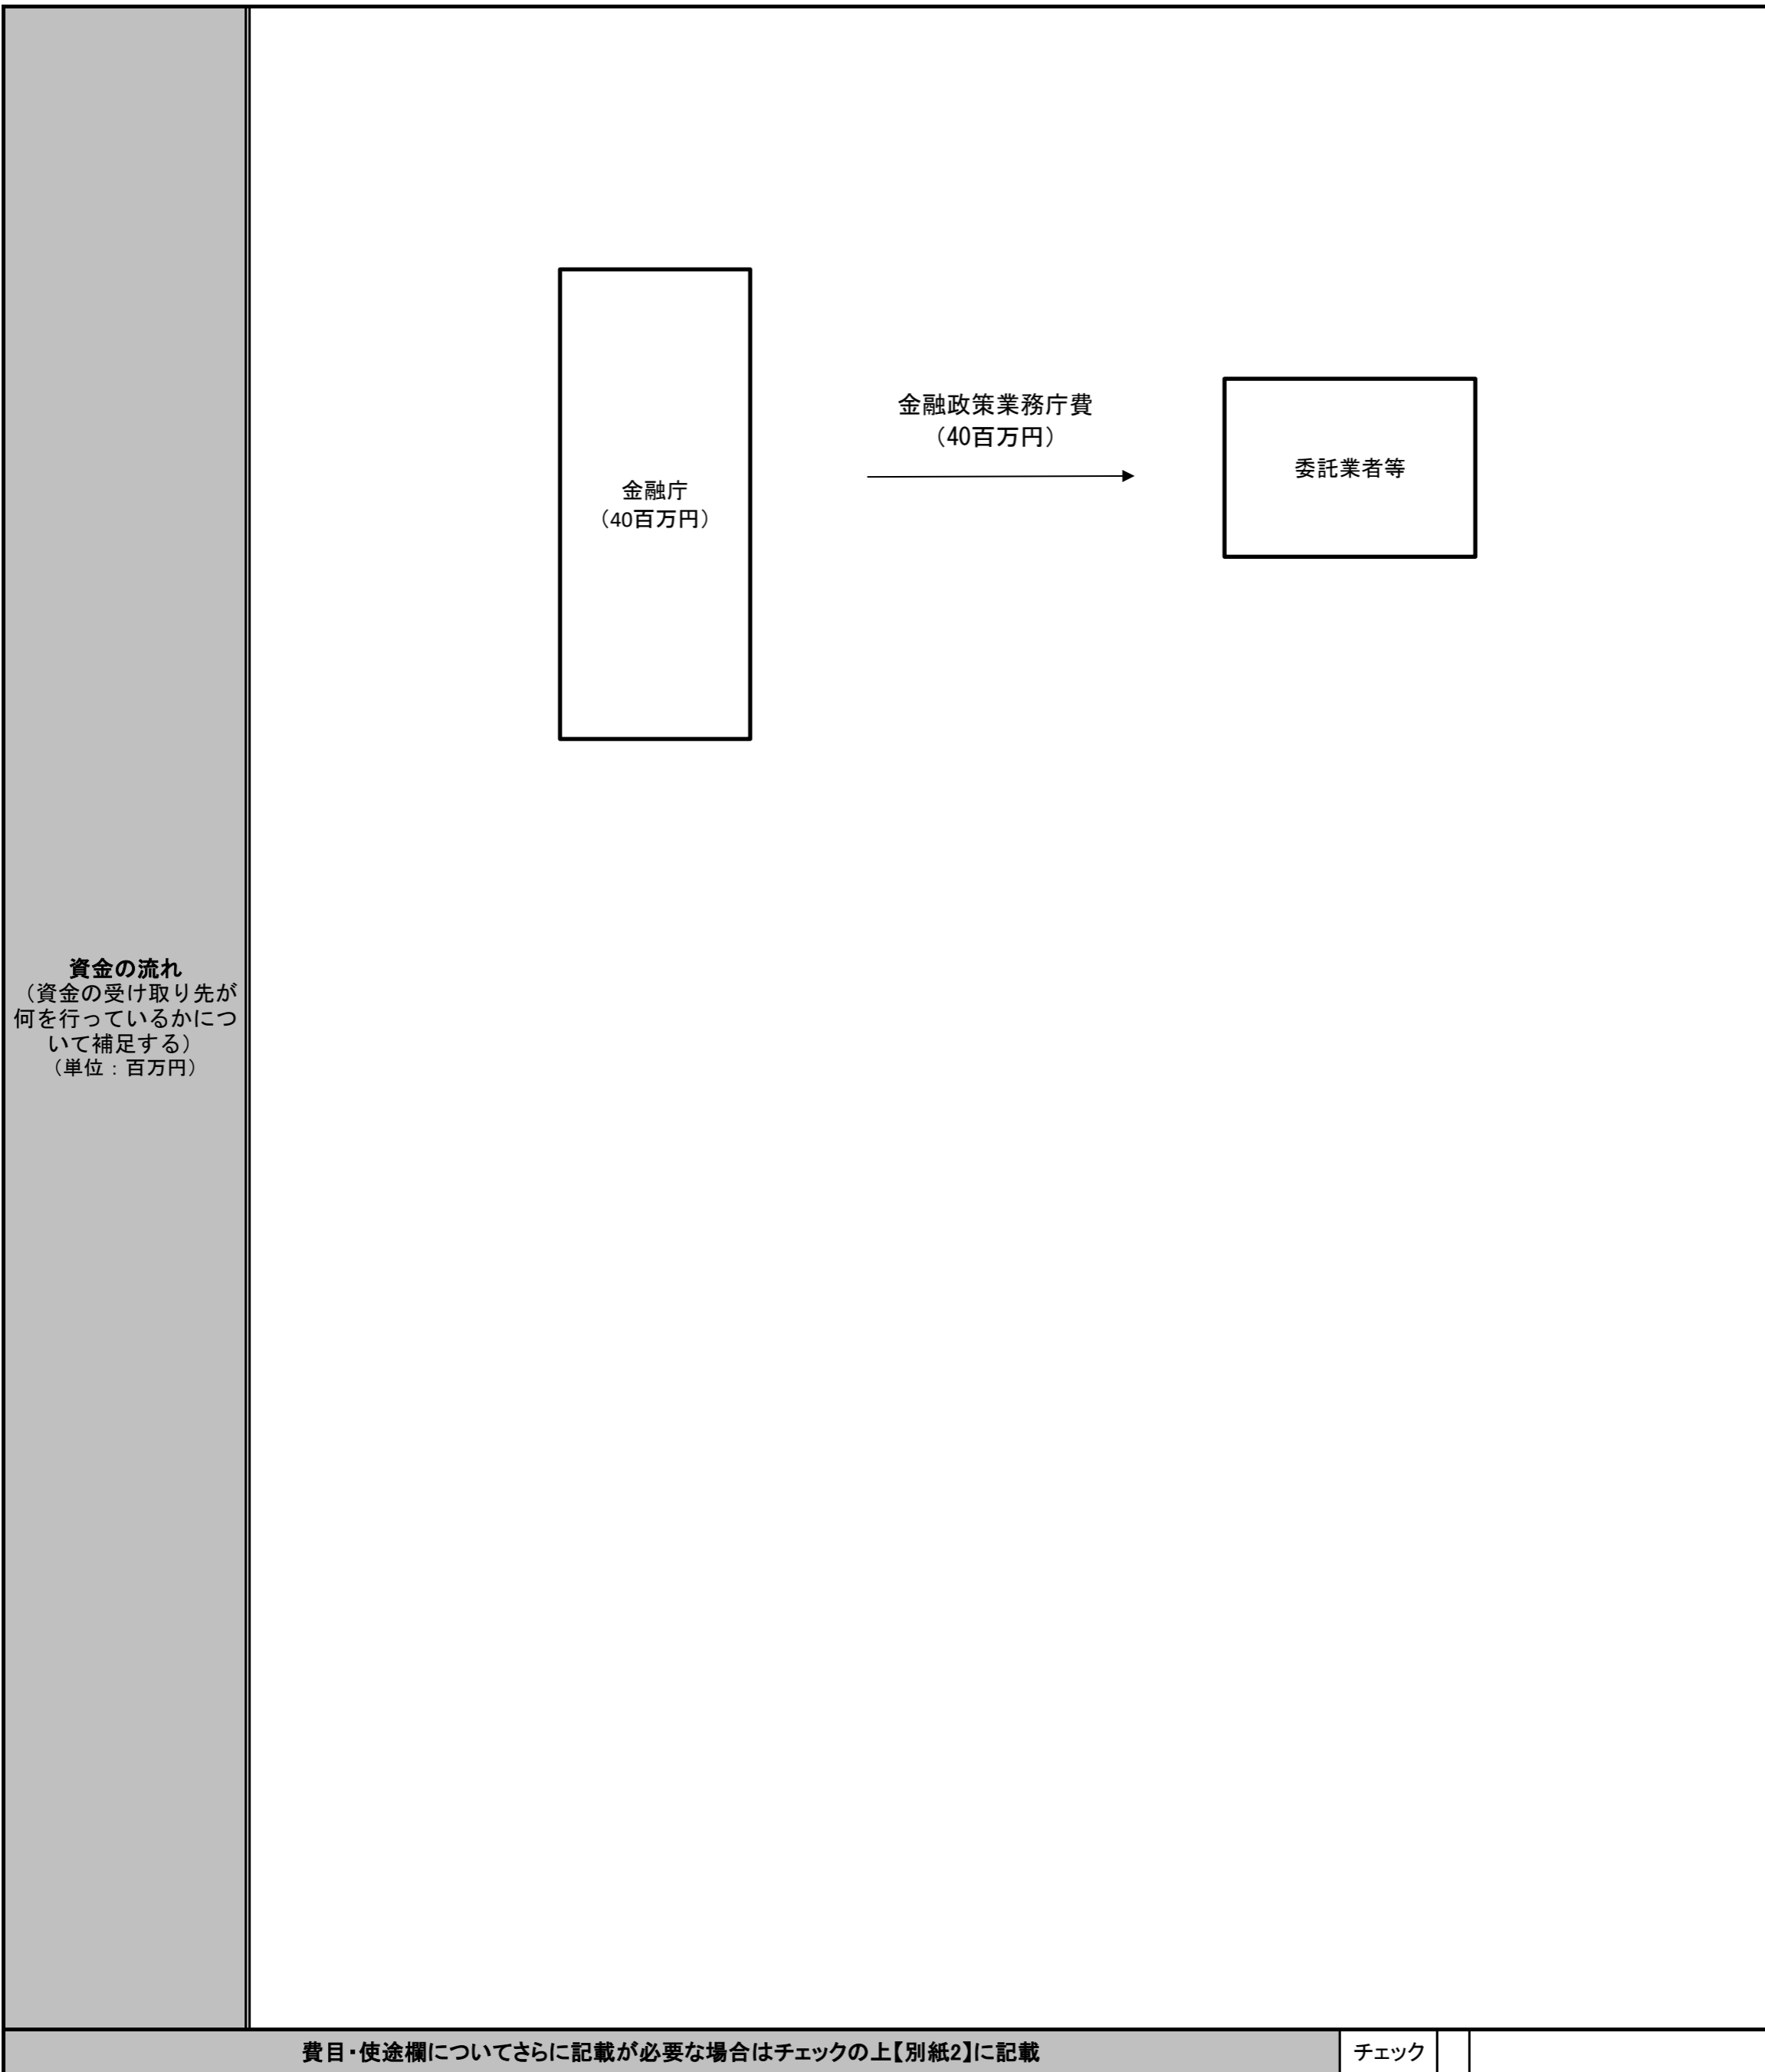 資金の流れ
（資金の受け取り先が
何を行っているかにつ
いて補足する）
（単位：百万円）
金融庁
（40百万円）
金融政策業務庁費
（40百万円）
委託業者等
費目・使途欄についてさらに記載が必要な場合はチェックの上【別紙2】に記載
チェック